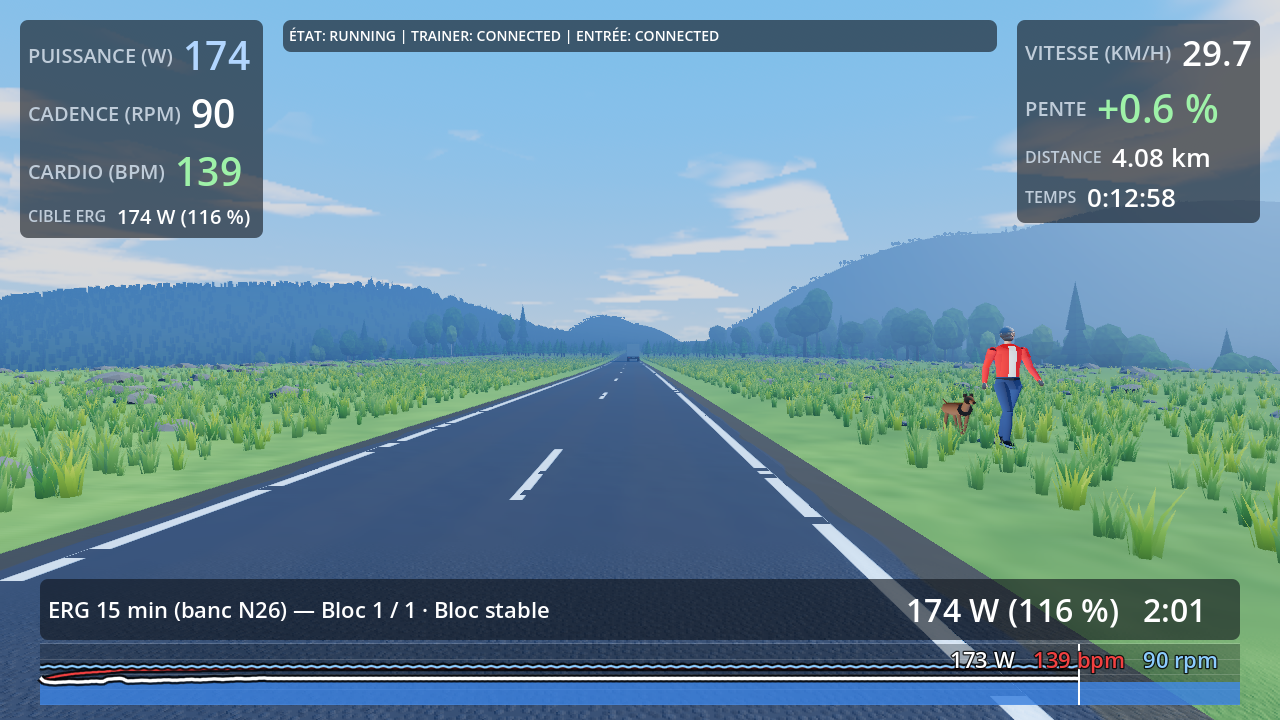 PUISSANCE (W) 174
CADENCE (RPM) 90
CARDIO (BPM) 139
CIBLE ERG 174 W (116 %)
ÉTAT: RUNNING | TRAINER: CONNECTED | ENTRÉE: CONNECTED
VITESSE (KM/H) 29.7
PENTE +0.6 %
DISTANCE 4.08 km
TEMPS 0:12:58
ERG 15 min (banc N26) — Bloc 1 / 1 · Bloc stable 174 W (116 %) 2:01
173 W 139 bpm 90 rpm